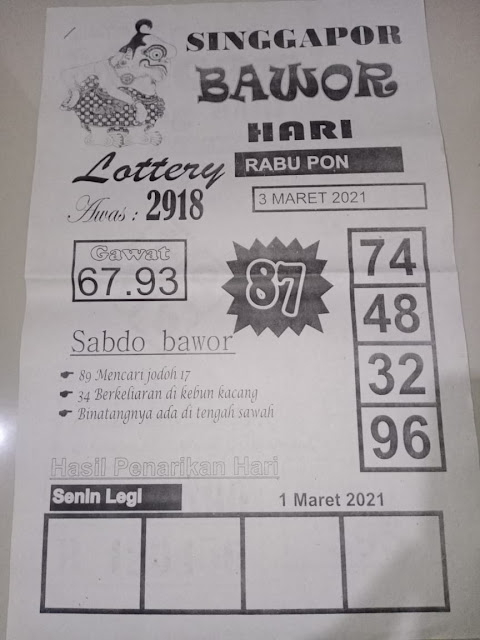 SINGGAPOR
BAWOR
HARI
Lottery
RABU PON
Awas : 2918
3 MARET 2021
Gawat
67.93
87
74
48
32
96
Sabdo bawor
89 Mencari jodoh 17
34 Berkeliaran di kebun kacang
Binatangnya ada di tengah sawah
Hasil Penarikan Hari
Senin Legi
1 Maret 2021